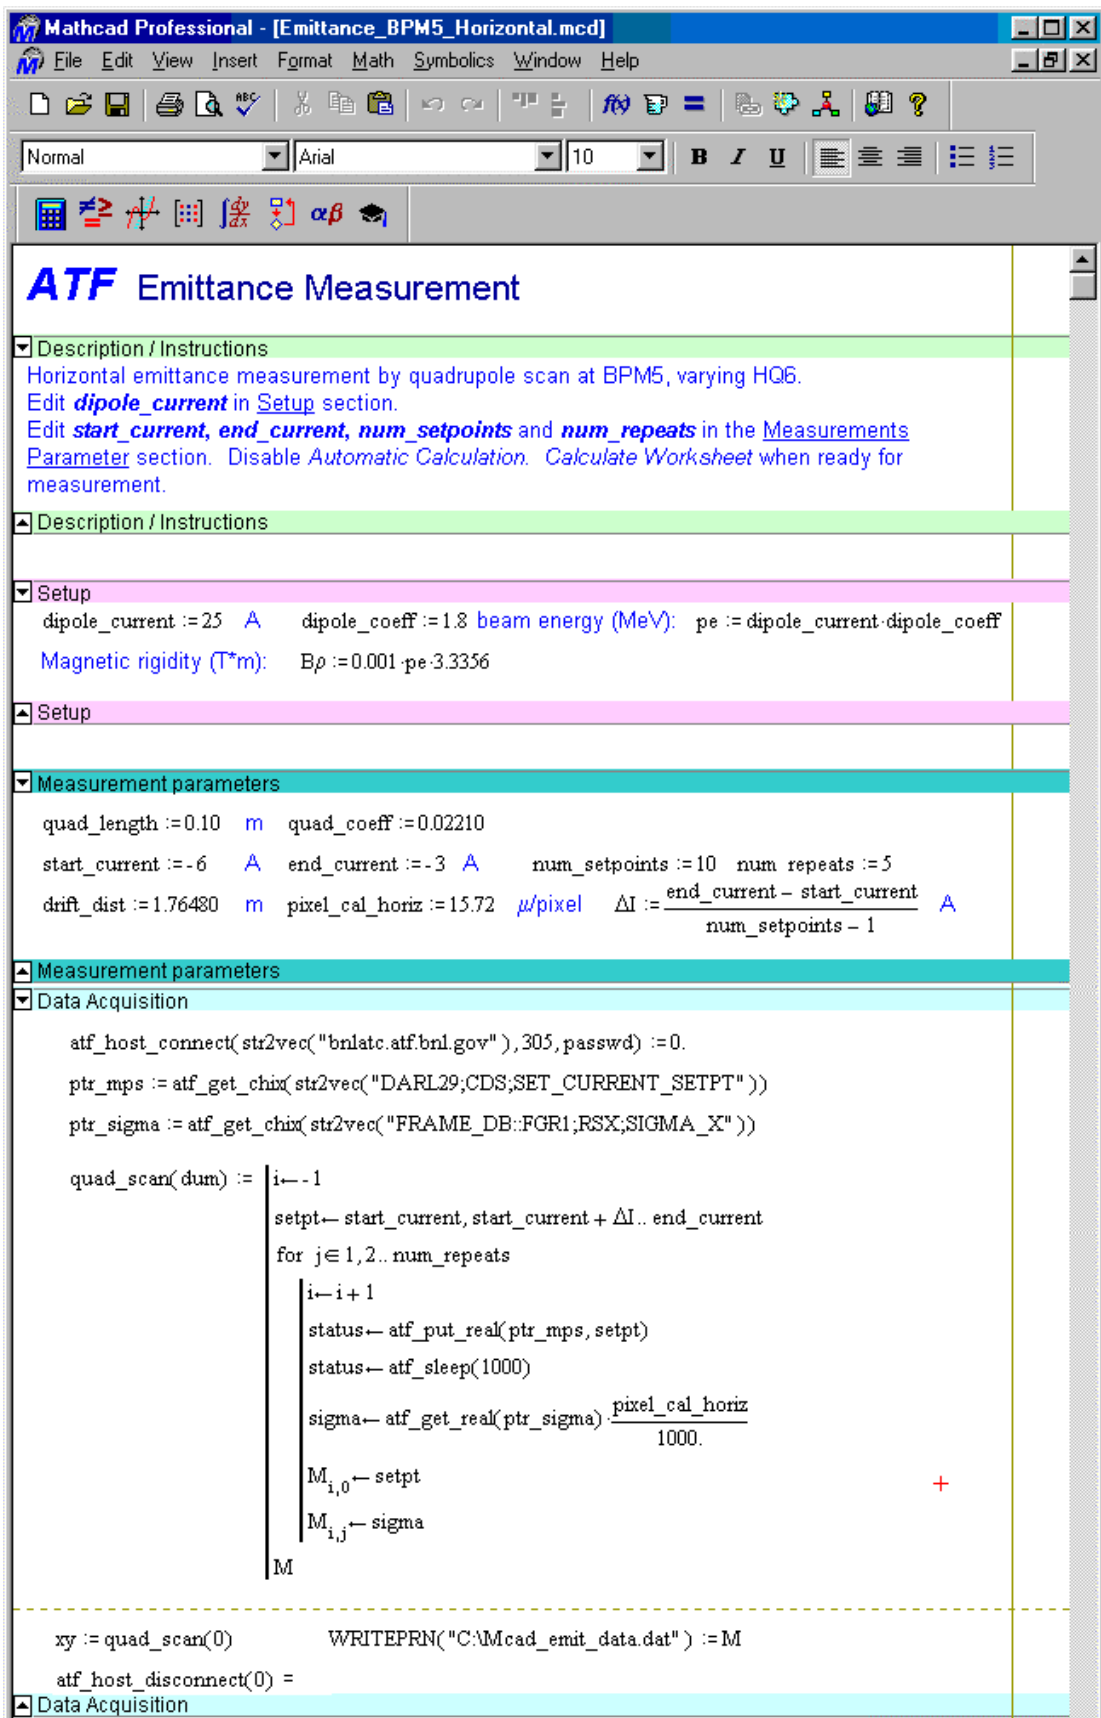 Mathcad Professional - [Emittance_BPM5_Horizontal.mcd]
File Edit View Insert Format Math Symbolics Window Help
Normal Arial 10 B I U
αβ
ATF Emittance Measurement
Description / Instructions
Horizontal emittance measurement by quadrupole scan at BPM5, varying HQ6.
Edit dipole_current in Setup section.
Edit start_current, end_current, num_setpoints and num_repeats in the Measurements
Parameter section. Disable Automatic Calculation. Calculate Worksheet when ready for
measurement.
Description / Instructions
Setup
dipole_current := 25 A dipole_coeff := 1.8 beam energy (MeV): pe := dipole_current·dipole_coeff
Magnetic rigidity (T*m): Bρ := 0.001·pe·3.3356
Setup
Measurement parameters
quad_length := 0.10 m quad_coeff := 0.02210
start_current := -6 A end_current := -3 A num_setpoints := 10 num_repeats := 5
drift_dist := 1.76480 m pixel_cal_horiz := 15.72 μ/pixel ΔI := end_current − start_current / num_setpoints − 1 A
Measurement parameters
Data Acquisition
atf_host_connect(str2vec("bnlatc.atf.bnl.gov"),305,passwd) := 0.
ptr_mps := atf_get_chix(str2vec("DARL29;CDS;SET_CURRENT_SETPT"))
ptr_sigma := atf_get_chix(str2vec("FRAME_DB::FGR1;RSX;SIGMA_X"))
quad_scan(dum) := i← -1
setpt← start_current, start_current + ΔI.. end_current
for j∈ 1,2.. num_repeats
i← i + 1
status← atf_put_real(ptr_mps, setpt)
status← atf_sleep(1000)
sigma← atf_get_real(ptr_sigma)·pixel_cal_horiz / 1000.
M i,0 ← setpt
M i,j ← sigma
M
xy := quad_scan(0) WRITEPRN("C:\Mcad_emit_data.dat") := M
atf_host_disconnect(0) =
Data Acquisition